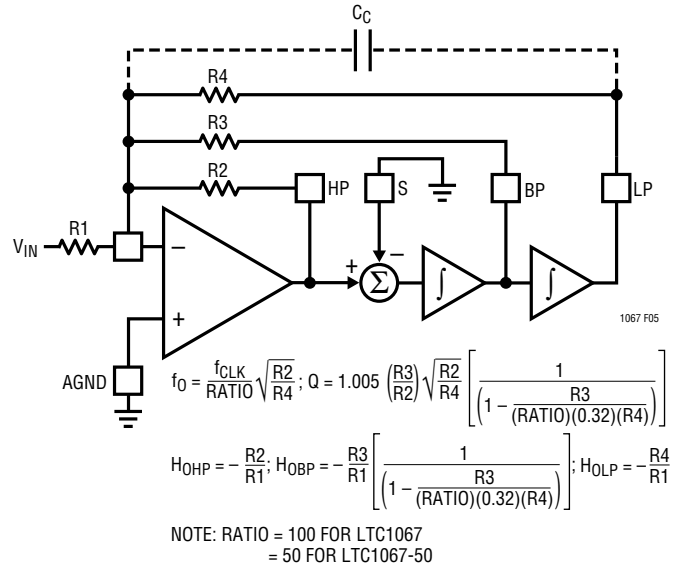 C_C
R4
R3
R2
HP
S
BP
LP
R1
V_IN
−
+
+
−
Σ
∫
∫
1067 F05
AGND
f_O = f_CLK/RATIO √(R2/R4) ; Q = 1.005 (R3/R2) √(R2/R4) [1/(1 − R3/((RATIO)(0.32)(R4)))]
H_OHP = − R2/R1; H_OBP = − R3/R1 [1/(1 − R3/((RATIO)(0.32)(R4)))]; H_OLP = − R4/R1
NOTE: RATIO = 100 FOR LTC1067
= 50 FOR LTC1067-50